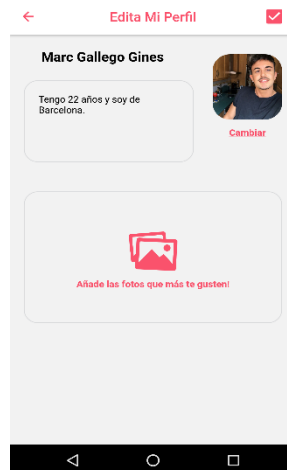 Edita Mi Perfil
Marc Gallego Gines
Tengo 22 años y soy de
Barcelona.
Cambiar
Añade las fotos que más te gusten!